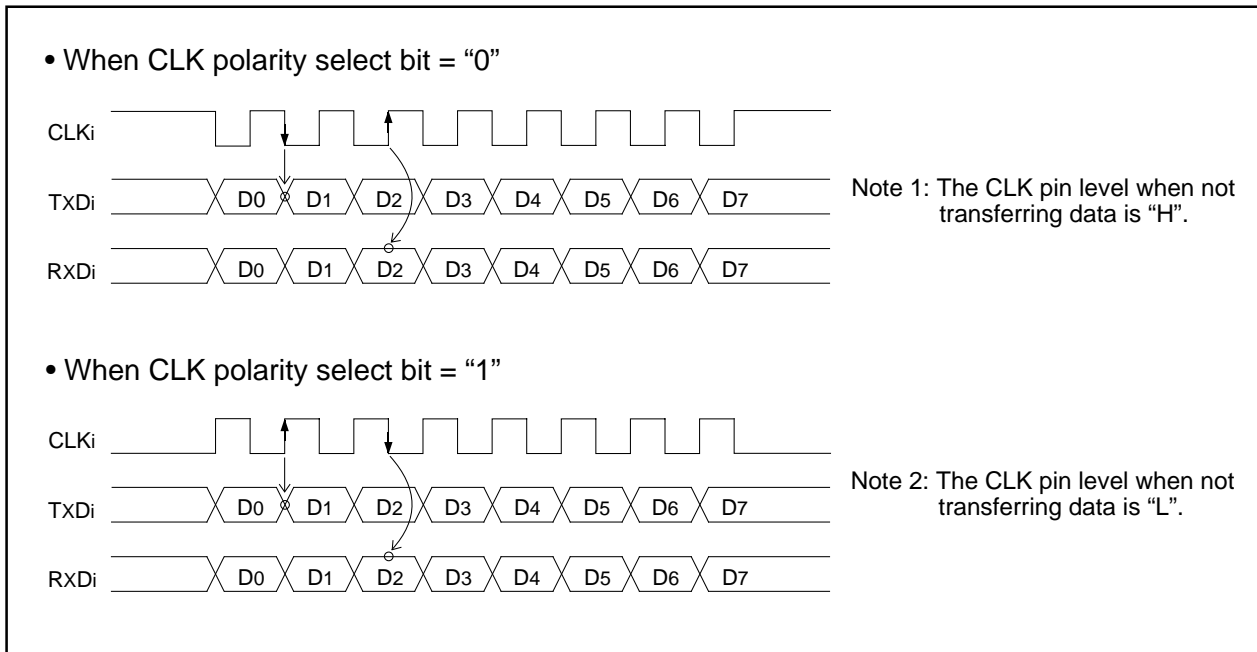 • When CLK polarity select bit = “0”
CLKi
TXDi D0 D1 D2 D3 D4 D5 D6 D7
RXDi D0 D1 D2 D3 D4 D5 D6 D7
Note 1: The CLK pin level when not
transferring data is “H”.
• When CLK polarity select bit = “1”
CLKi
TXDi D0 D1 D2 D3 D4 D5 D6 D7
RXDi D0 D1 D2 D3 D4 D5 D6 D7
Note 2: The CLK pin level when not
transferring data is “L”.